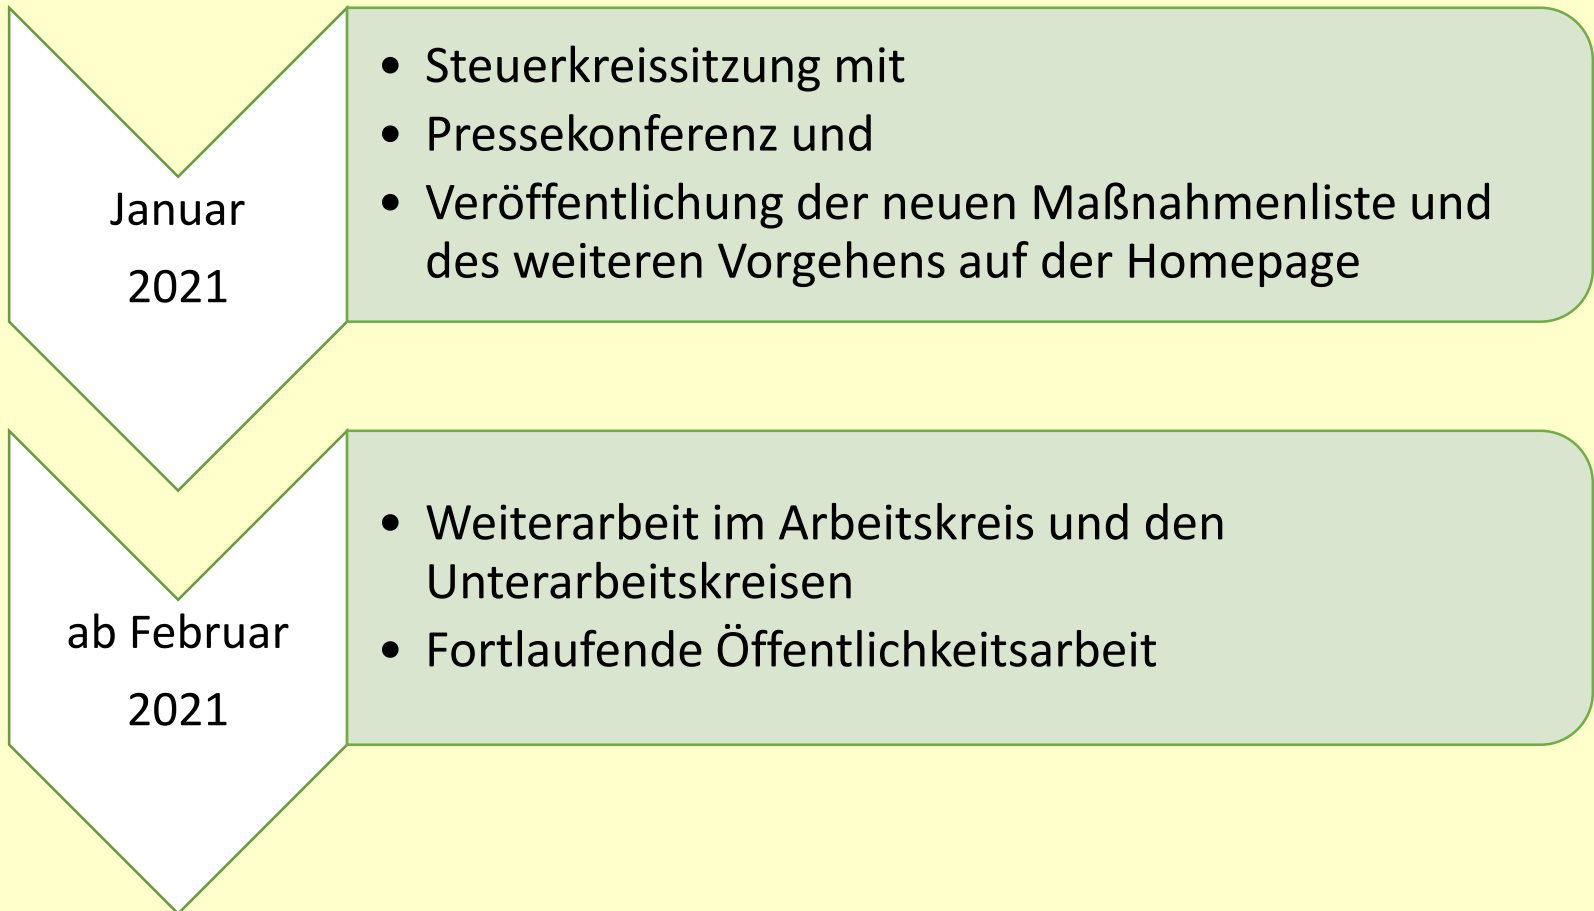 Januar
2021
• Steuerkreissitzung mit
• Pressekonferenz und
• Veröffentlichung der neuen Maßnahmenliste und
des weiteren Vorgehens auf der Homepage
ab Februar
2021
• Weiterarbeit im Arbeitskreis und den
Unterarbeitskreisen
• Fortlaufende Öffentlichkeitsarbeit